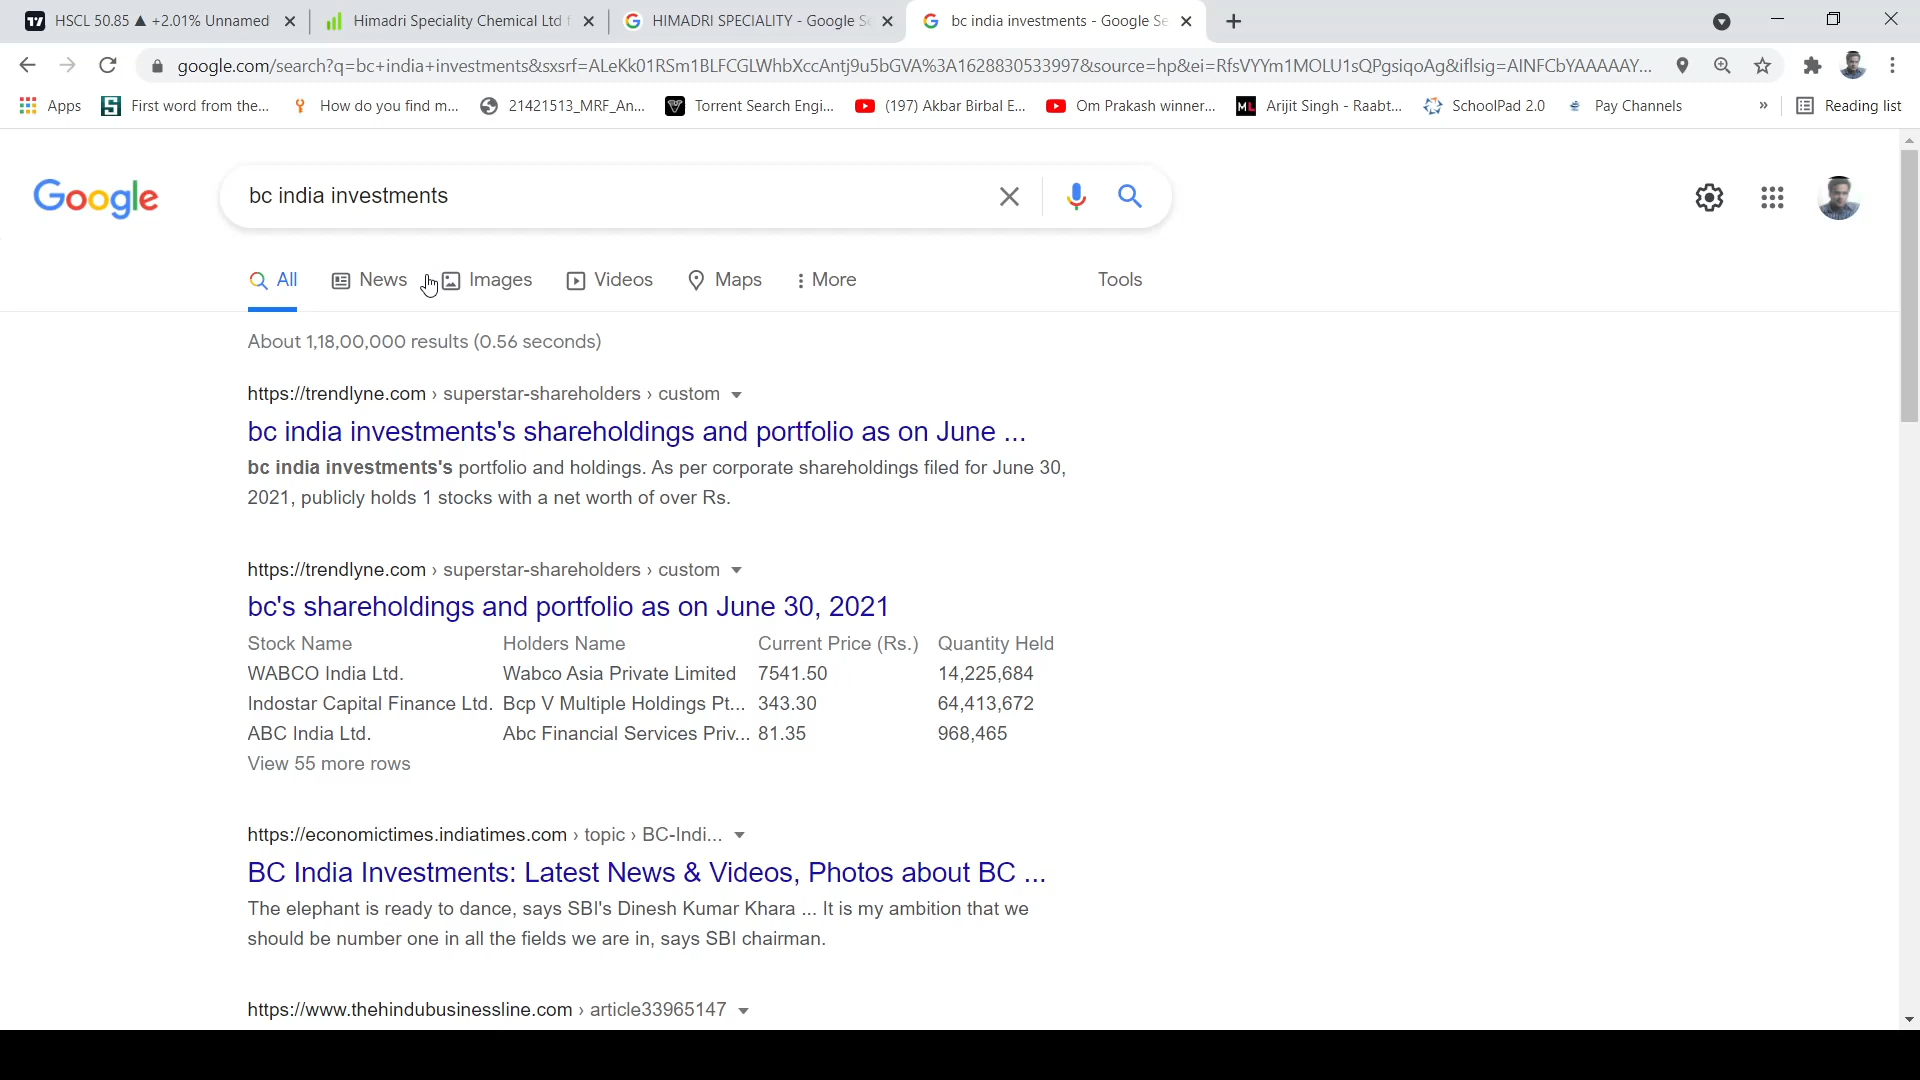 HSCL 50.85 ▲ +2.01% Unnamed
Himadri Speciality Chemical Ltd
HIMADRI SPECIALITY - Google Se
bc india investments - Google Se
google.com/search?q=bc+india+investments&sxsrf=ALeKk01RSm1BLFCGLWhbXccAntj9u5bGVA%3A1628830533997&source=hp&ei=RfsVYYm1MOLU1sQPgsiqoAg&iflsig=AINFCbYAAAAAY...
Apps
First word from the...
How do you find m...
21421513_MRF_An...
Torrent Search Engi...
(197) Akbar Birbal E...
Om Prakash winner...
Arijit Singh - Raabt...
SchoolPad 2.0
Pay Channels
»
Reading list
Google
bc india investments
All
News
Images
Videos
Maps
More
Tools
About 1,18,00,000 results (0.56 seconds)
https://trendlyne.com › superstar-shareholders › custom
bc india investments's shareholdings and portfolio as on June ...
bc india investments's portfolio and holdings. As per corporate shareholdings filed for June 30,
2021, publicly holds 1 stocks with a net worth of over Rs.
https://trendlyne.com › superstar-shareholders › custom
bc's shareholdings and portfolio as on June 30, 2021
Stock Name Holders Name Current Price (Rs.) Quantity Held
WABCO India Ltd. Wabco Asia Private Limited 7541.50 14,225,684
Indostar Capital Finance Ltd. Bcp V Multiple Holdings Pt... 343.30 64,413,672
ABC India Ltd. Abc Financial Services Priv... 81.35 968,465
View 55 more rows
https://economictimes.indiatimes.com › topic › BC-Indi...
BC India Investments: Latest News & Videos, Photos about BC ...
The elephant is ready to dance, says SBI's Dinesh Kumar Khara ... It is my ambition that we
should be number one in all the fields we are in, says SBI chairman.
https://www.thehindubusinessline.com › article33965147